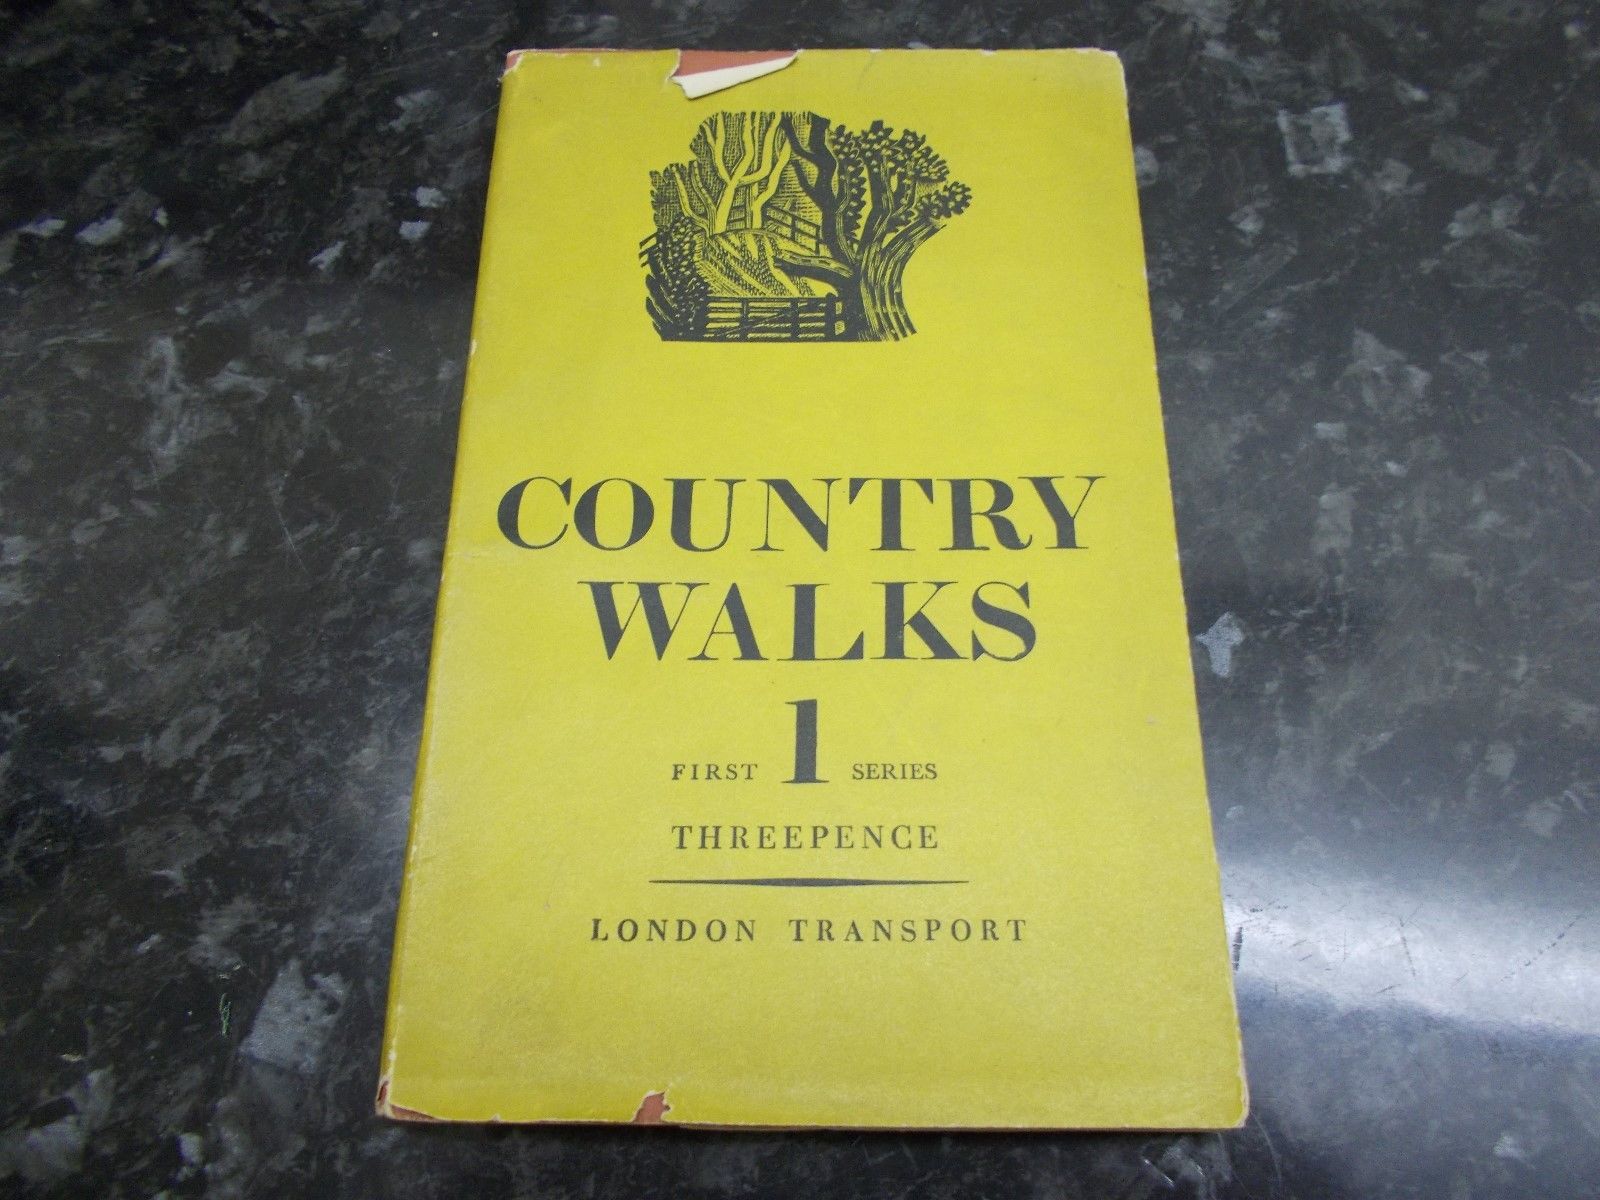 COUNTRY
WALKS
FIRST 1 SERIES
THREEPENCE
LONDON TRANSPORT